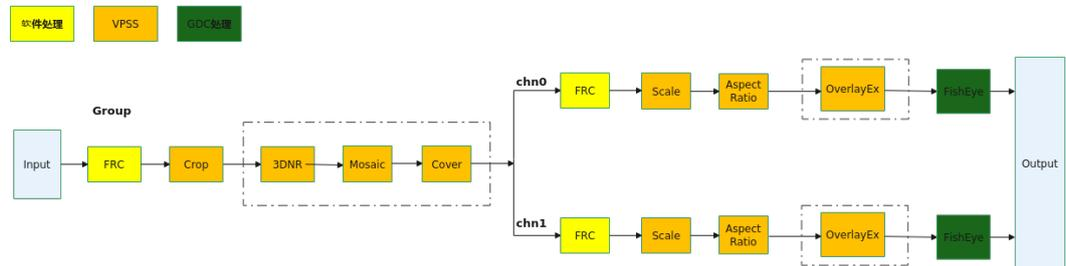 软件处理
VPSS
GDC处理
Group
Input
FRC
Crop
3DNR
Mosaic
Cover
chn0
FRC
Scale
Aspect
Ratio
OverlayEx
FishEye
chn1
FRC
Scale
Aspect
Ratio
OverlayEx
FishEye
Output